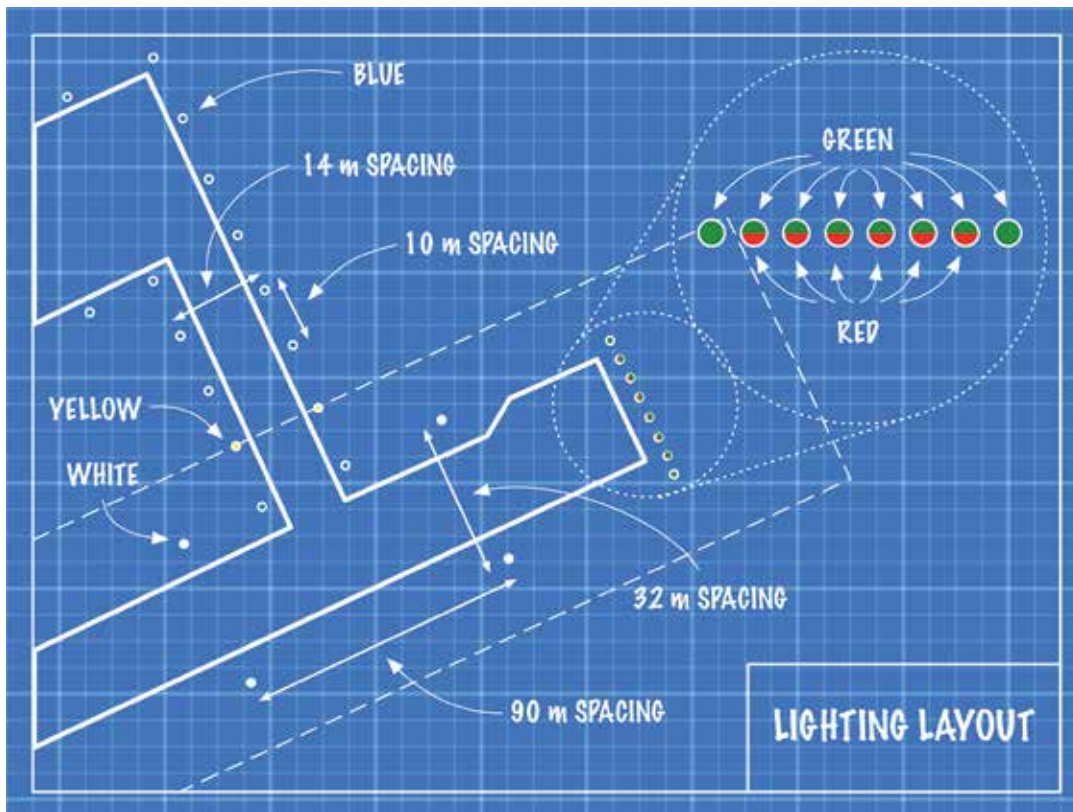 BLUE
GREEN
14 m SPACING
10 m SPACING
RED
YELLOW
WHITE
32 m SPACING
90 m SPACING
LIGHTING LAYOUT